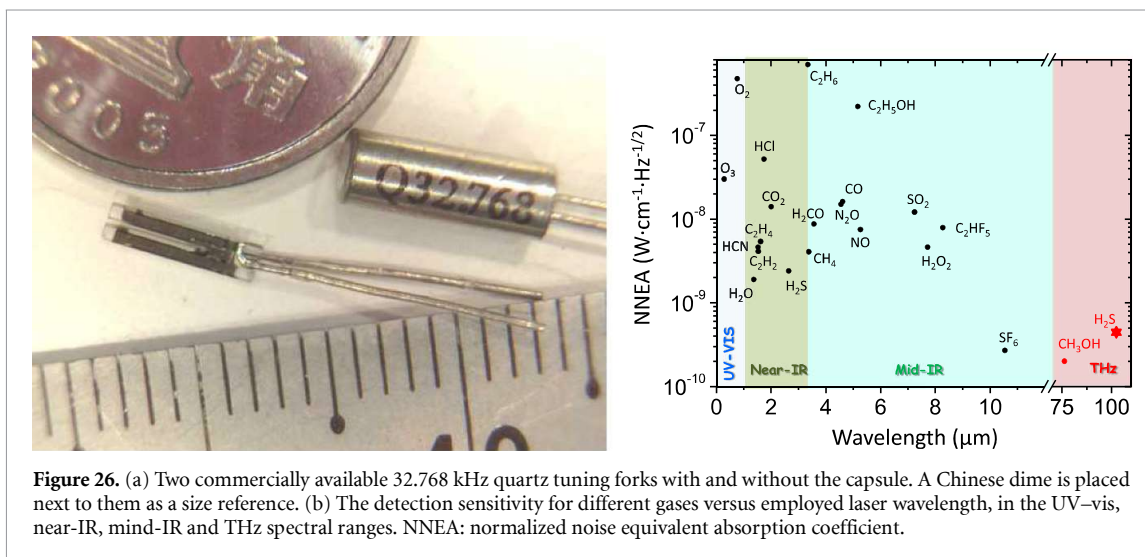 2005
角
Q32.768
10
NNEA (W·cm⁻¹·Hz⁻¹/²)
10⁻⁷
10⁻⁸
10⁻⁹
10⁻¹⁰
O₂
C₂H₆
C₂H₅OH
HCl
O₃
CO₂
CO
SO₂
H₂CO
N₂O
C₂H₄
NO
C₂HF₅
HCN
C₂H₂
CH₄
H₂O₂
H₂O
H₂S
SF₆
H₂S
CH₃OH
UV-VIS
Near-IR
Mid-IR
THz
0 2 4 6 8 10 75 100
Wavelength (μm)
Figure 26. (a) Two commercially available 32.768 kHz quartz tuning forks with and without the capsule. A Chinese dime is placed
next to them as a size reference. (b) The detection sensitivity for different gases versus employed laser wavelength, in the UV–vis,
near-IR, mind-IR and THz spectral ranges. NNEA: normalized noise equivalent absorption coefficient.